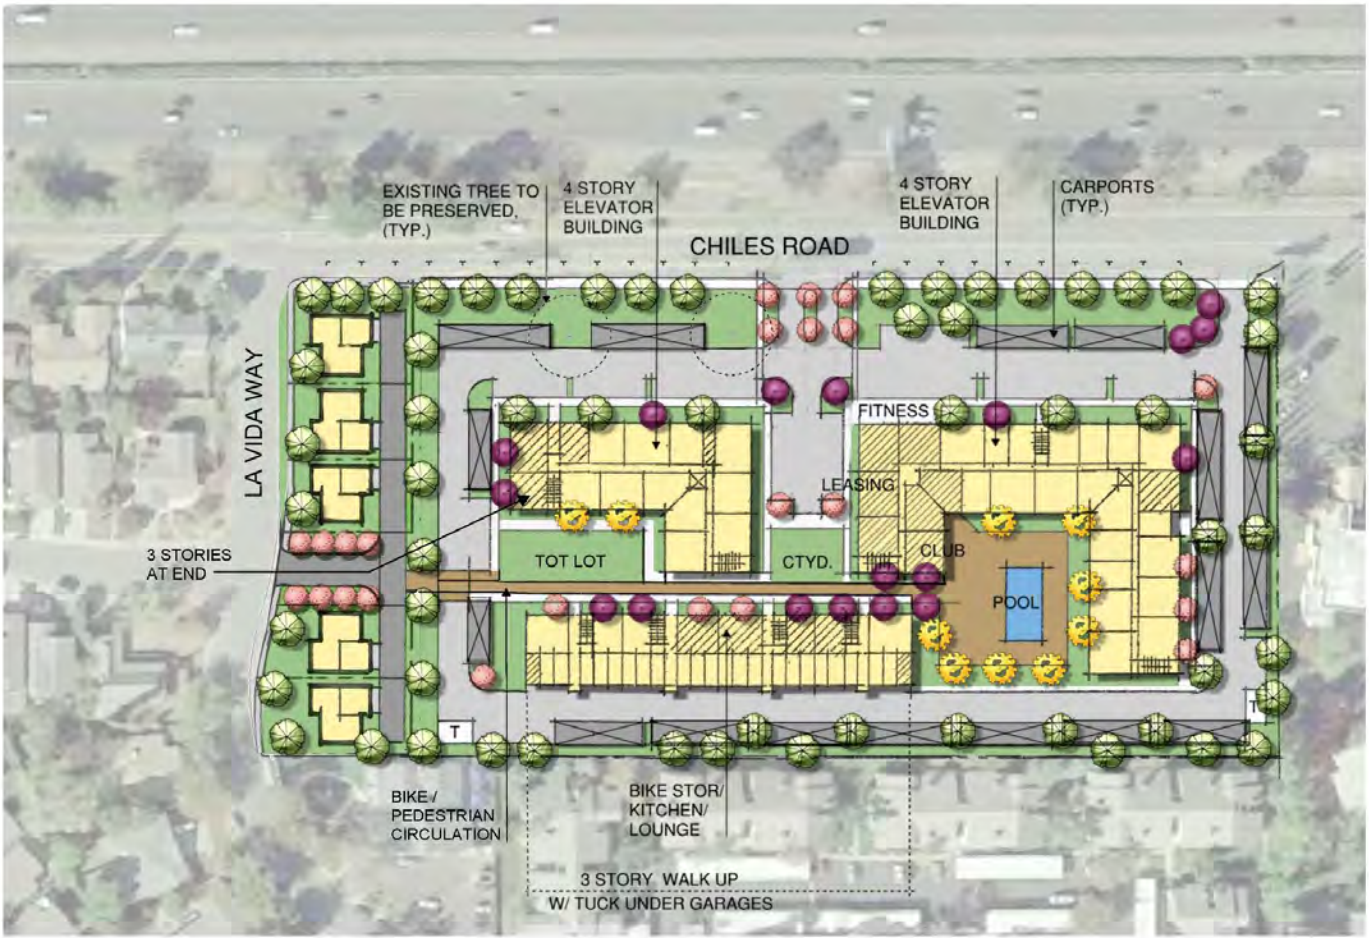 EXISTING TREE TO
BE PRESERVED,
(TYP.)
4 STORY
ELEVATOR
BUILDING
4 STORY
ELEVATOR
BUILDING
CARPORTS
(TYP.)
CHILES ROAD
LA VIDA WAY
FITNESS
LEASING
3 STORIES
AT END
TOT LOT
CTYD.
CLUB
POOL
T
T
BIKE /
PEDESTRIAN
CIRCULATION
BIKE STOR/
KITCHEN/
LOUNGE
3 STORY WALK UP
W/ TUCK UNDER GARAGES